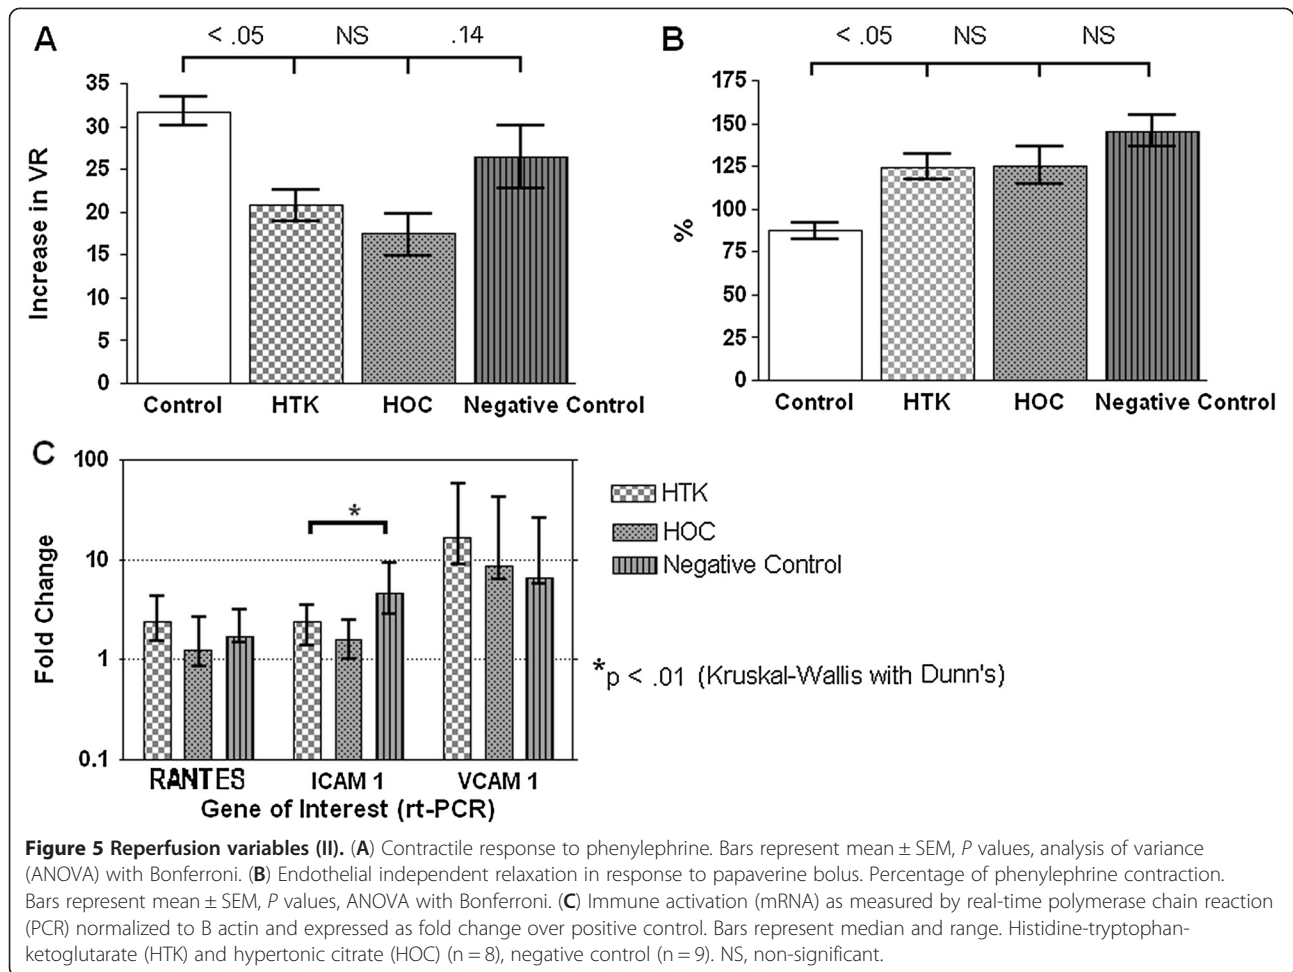 A
< .05 NS .14
35
30
25
20
15
10
5
0
Increase in VR
Control HTK HOC Negative Control
B
< .05 NS NS
175
150
125
100
75
50
25
0
%
Control HTK HOC Negative Control
C
100
10
1
0.1
Fold Change
*
RANTES ICAM 1 VCAM 1
Gene of Interest (rt-PCR)
HTK
HOC
Negative Control
*p < .01 (Kruskal-Wallis with Dunn's)
Figure 5 Reperfusion variables (II). (A) Contractile response to phenylephrine. Bars represent mean ± SEM, P values, analysis of variance
(ANOVA) with Bonferroni. (B) Endothelial independent relaxation in response to papaverine bolus. Percentage of phenylephrine contraction.
Bars represent mean ± SEM, P values, ANOVA with Bonferroni. (C) Immune activation (mRNA) as measured by real-time polymerase chain reaction
(PCR) normalized to B actin and expressed as fold change over positive control. Bars represent median and range. Histidine-tryptophan-
ketoglutarate (HTK) and hypertonic citrate (HOC) (n = 8), negative control (n = 9). NS, non-significant.